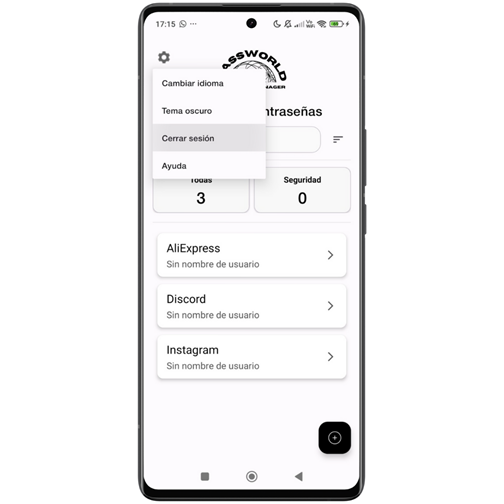 17:15
ASSWORLD
NAGER
Cambiar idioma
Tema oscuro
Cerrar sesión
Ayuda
ntraseñas
Todas
3
Seguridad
0
AliExpress
Sin nombre de usuario
Discord
Sin nombre de usuario
Instagram
Sin nombre de usuario